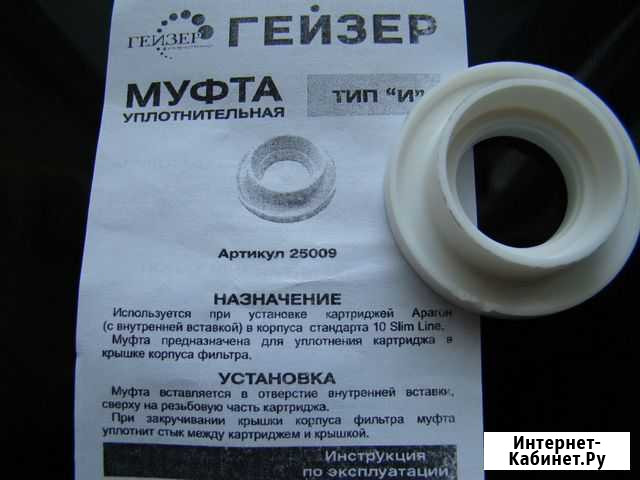 ГЕЙЗЕР
ГЕЙЗЕР
МУФТА
УПЛОТНИТЕЛЬНАЯ
ТИП "И"
Артикул 25009
НАЗНАЧЕНИЕ
Используется при установке картриджей Арагон
(с внутренней вставкой) в корпуса стандарта 10 Slim Line.
Муфта предназначена для уплотнения картриджа в
крышке корпуса фильтра.
УСТАНОВКА
Муфта вставляется в отверстие внутренней вставки,
сверху на резьбовую часть картриджа.
При закручивании крышки корпуса фильтра муфта
уплотнит стык между картриджем и крышкой.
Инструкция
по эксплуатации
Интернет-
Кабинет.Ру